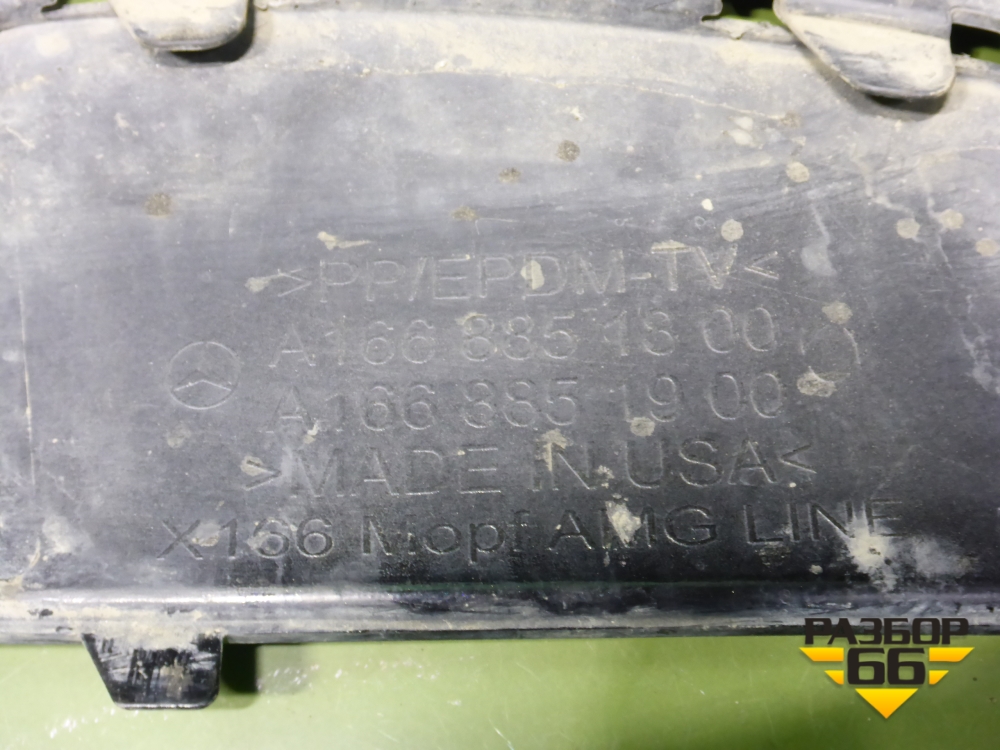 >PP/EPDM-TV<
A166 885 18 00
A166 885 19 00
>MADE IN USA<
X166 Mopf AMG LINE
РАЗБОР
66